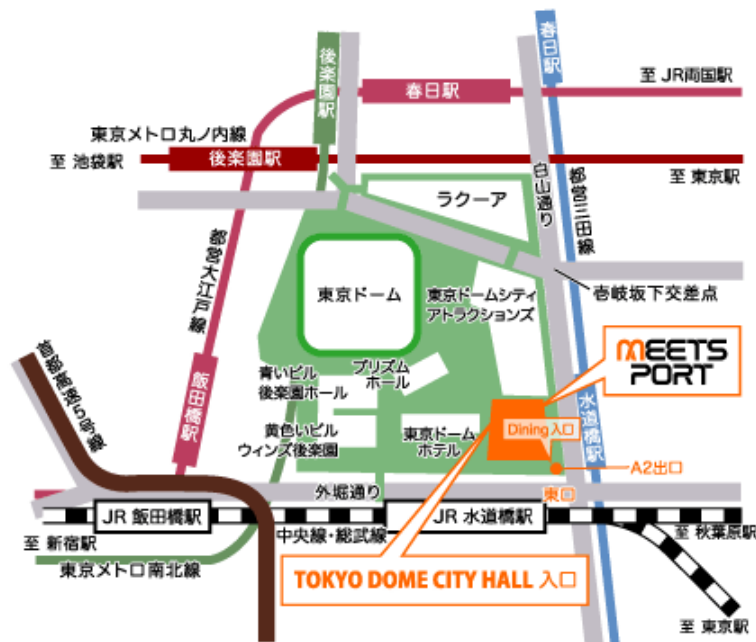 春日駅
後楽園駅
至 JR両国駅
春日駅
東京メトロ丸ノ内線
至 池袋駅
後楽園駅
至 東京駅
ラクーア
白山通り
都営三田線
都営大江戸線
東京ドーム
東京ドームシティ
アトラクションズ
壱岐坂下交差点
MEETS
PORT
首都高速5号線
飯田橋駅
青いビル
後楽園ホール
プリズム
ホール
水道橋駅
黄色いビル
ウィンズ後楽園
東京ドーム
ホテル
Dining 入口
A2出口
外堀通り
東口
JR 飯田橋駅
中央線・総武線
JR 水道橋駅
至 新宿駅
至 秋葉原駅
東京メトロ南北線
TOKYO DOME CITY HALL 入口
至 東京駅